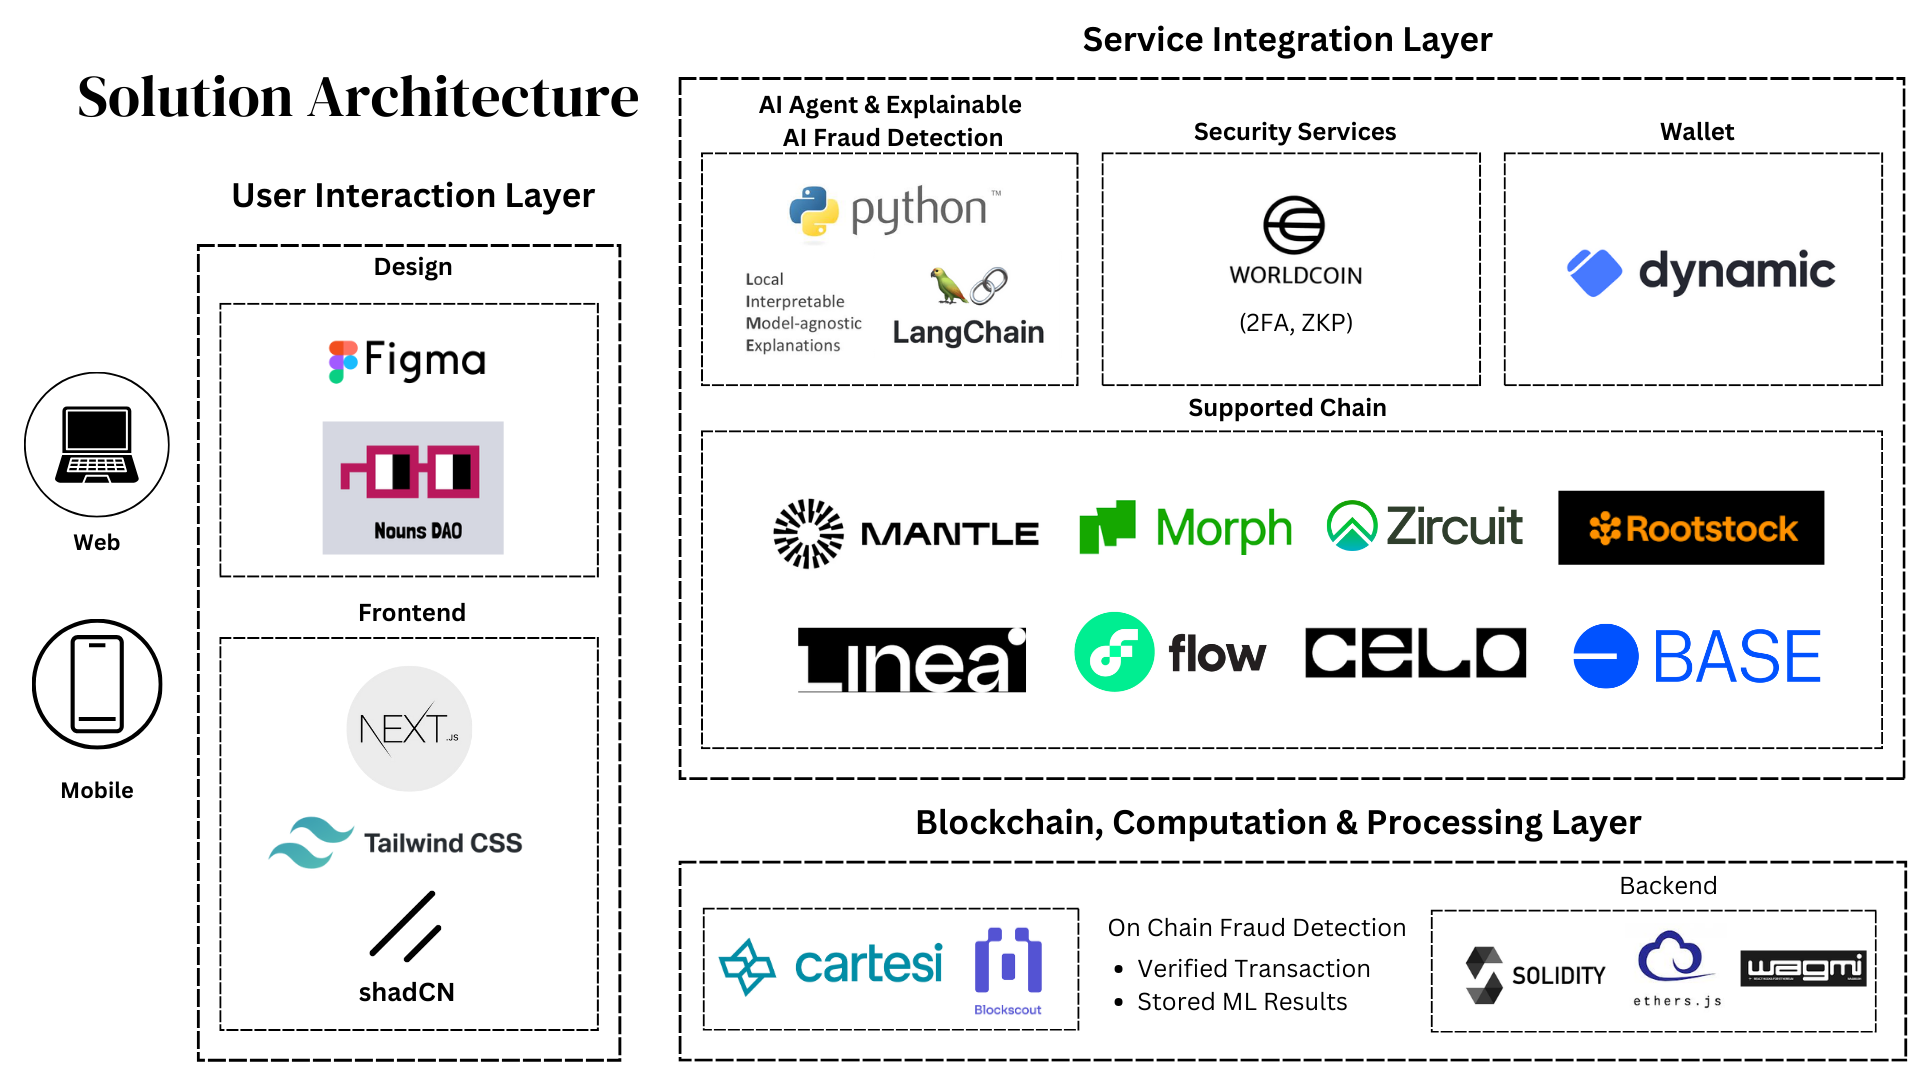 Solution Architecture
User Interaction Layer
Design
Figma
Nouns DAO
Frontend
NEXT.JS
Tailwind CSS
shadCN
Web
Mobile
Service Integration Layer
AI Agent & Explainable
AI Fraud Detection
python™
Local
Interpretable
Model-agnostic
Explanations
LangChain
Security Services
WORLDCOIN
(2FA, ZKP)
Wallet
dynamic
Supported Chain
MANTLE
Morph
Zircuit
Rootstock
Linea
flow
CELO
BASE
Blockchain, Computation & Processing Layer
cartesi
Blockscout
On Chain Fraud Detection
• Verified Transaction
• Stored ML Results
Backend
SOLIDITY
ethers.js
wagmi